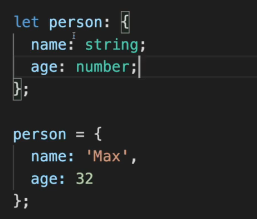 let person: {
  name: string;
  age: number;
};

person = {
  name: 'Max',
  age: 32
};